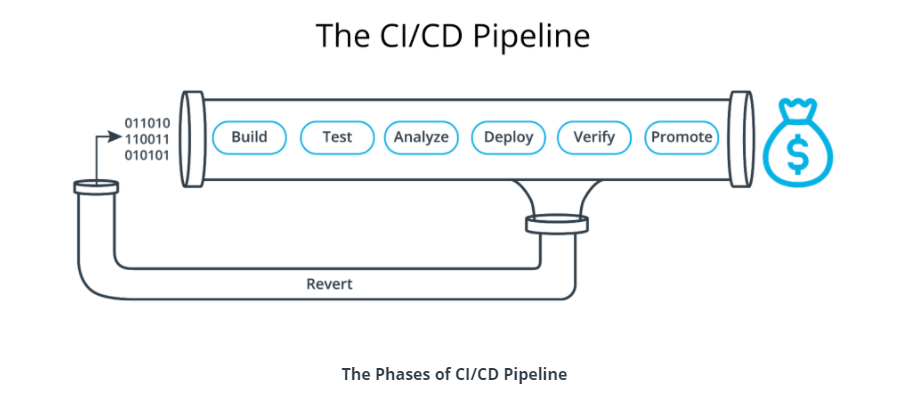 The CI/CD Pipeline
011010
110011
010101
Build Test Analyze Deploy Verify Promote
$
Revert
The Phases of CI/CD Pipeline